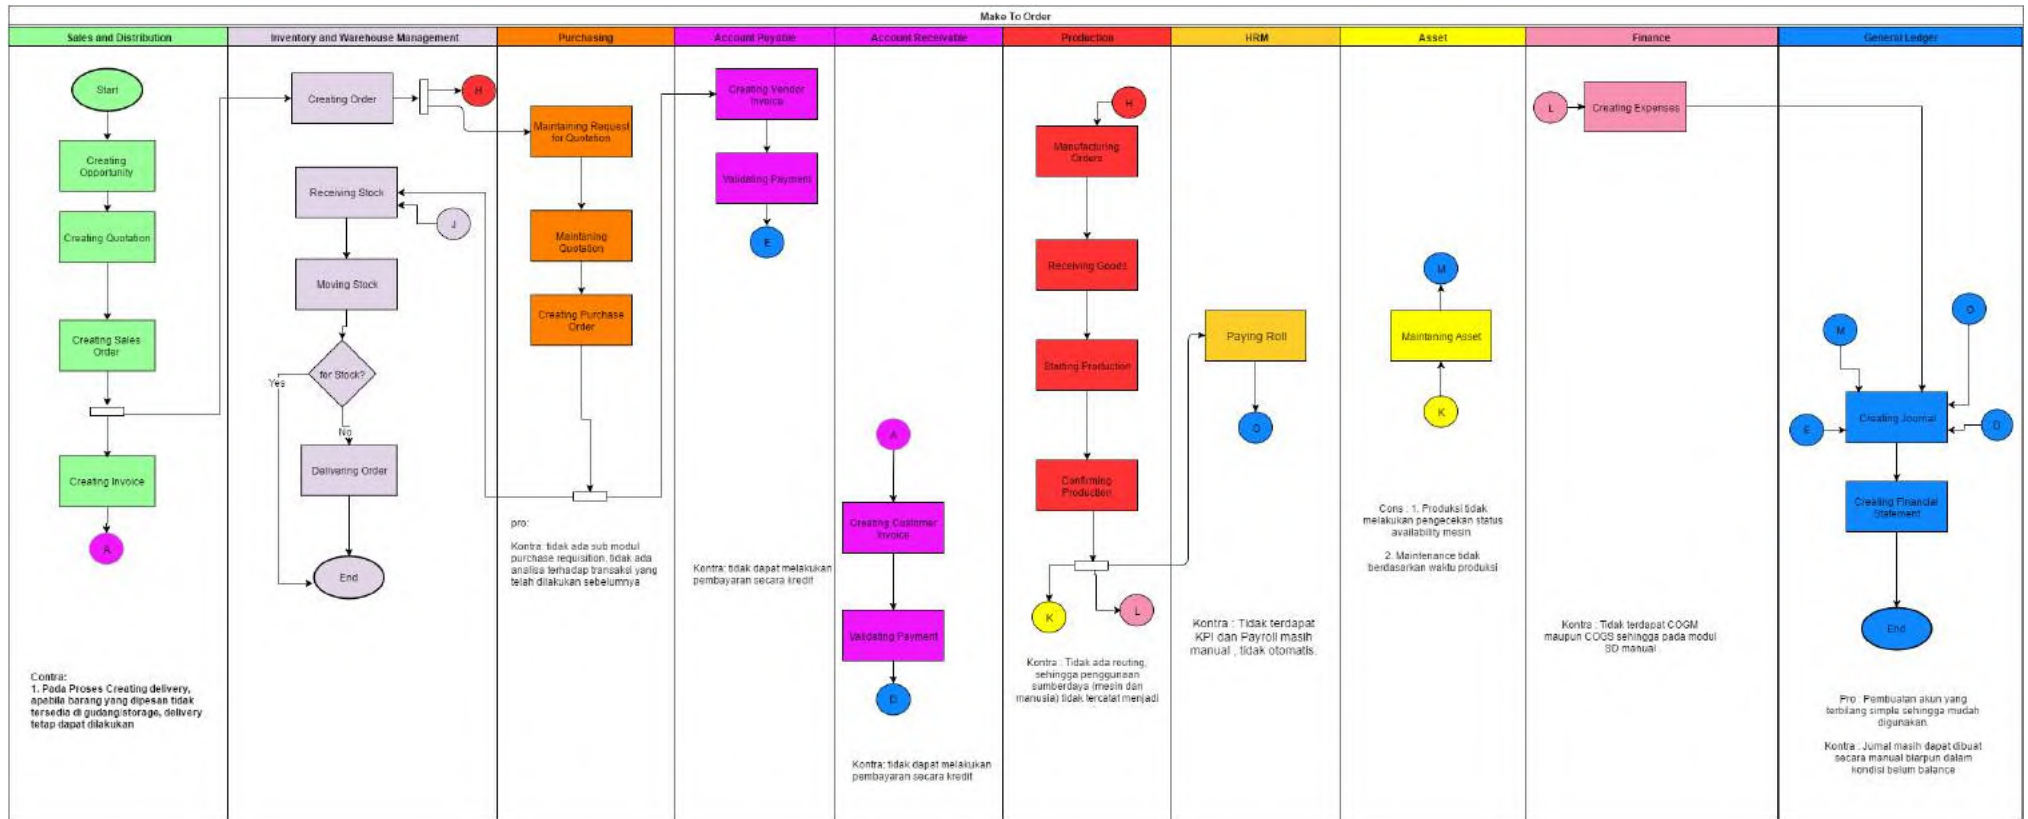 Make To Order
Sales and Distribution
Inventory and Warehouse Management
Purchasing
Account Payable
Account Receivable
Production
HRM
Asset
Finance
General Ledger
Start
Creating
Opportunity
Creating Quotation
Creating Sales
Order
Creating Invoice
A
Contra:
1. Pada Proses Creating delivery,
apabila barang yang dipesan tidak
tersedia di gudang/storage, delivery
tetap dapat dilakukan
Creating Order
H
Receiving Stock
J
Moving Stock
for Stock?
Yes
No
Delivering Order
End
Maintaining Request
for Quotation
Maintaning
Quotation
Creating Purchase
Order
pro:
Kontra: tidak ada sub modul
purchase requisition, tidak ada
analisa terhadap transaksi yang
telah dilakukan sebelumnya
Creating Vendor
Invoice
Validating Payment
E
Kontra: tidak dapat melakukan
pembayaran secara kredit
A
Creating Customer
Invoice
Validating Payment
D
Kontra: tidak dapat melakukan
pembayaran secara kredit
H
Manufacturing
Orders
Receiving Goods
Starting Production
Confirming
Production
K
L
Kontra : Tidak ada routing,
sehingga penggunaan
sumberdaya (mesin dan
manusia) tidak tercatat menjadi
Paying Roll
O
Kontra : Tidak terdapat
KPI dan Payroll masih
manual , tidak otomatis.
M
Maintaning Asset
K
Cons : 1. Produksi tidak
melakukan pengecekan status
availability mesin
2. Maintenance tidak
berdasarkan waktu produksi
L
Creating Expenses
Kontra : Tidak terdapat COGM
maupun COGS sehingga pada modul
SD manual
M
O
E
D
Creating Journal
Creating Financial
Statement
End
Pro : Pembuatan akun yang
terbilang simple sehingga mudah
digunakan.
Kontra : Jurnal masih dapat dibuat
secara manual biarpun dalam
kondisi belum balance